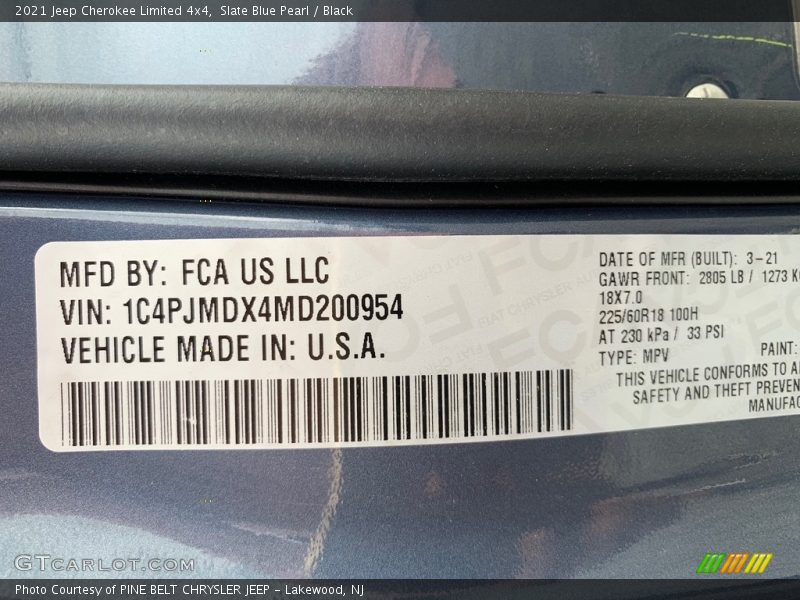 2021 Jeep Cherokee Limited 4x4, Slate Blue Pearl / Black
MFD BY: FCA US LLC
VIN: 1C4PJMDX4MD200954
VEHICLE MADE IN: U.S.A.
DATE OF MFR (BUILT): 3-21
GAWR FRONT: 2805 LB / 1273 K
18X7.0
225/60R18 100H
AT 230 kPa / 33 PSI
TYPE: MPV PAINT:
THIS VEHICLE CONFORMS TO A
SAFETY AND THEFT PREVEN
MANUFAC
GTCARLOT.COM
Photo Courtesy of PINE BELT CHRYSLER JEEP - Lakewood, NJ